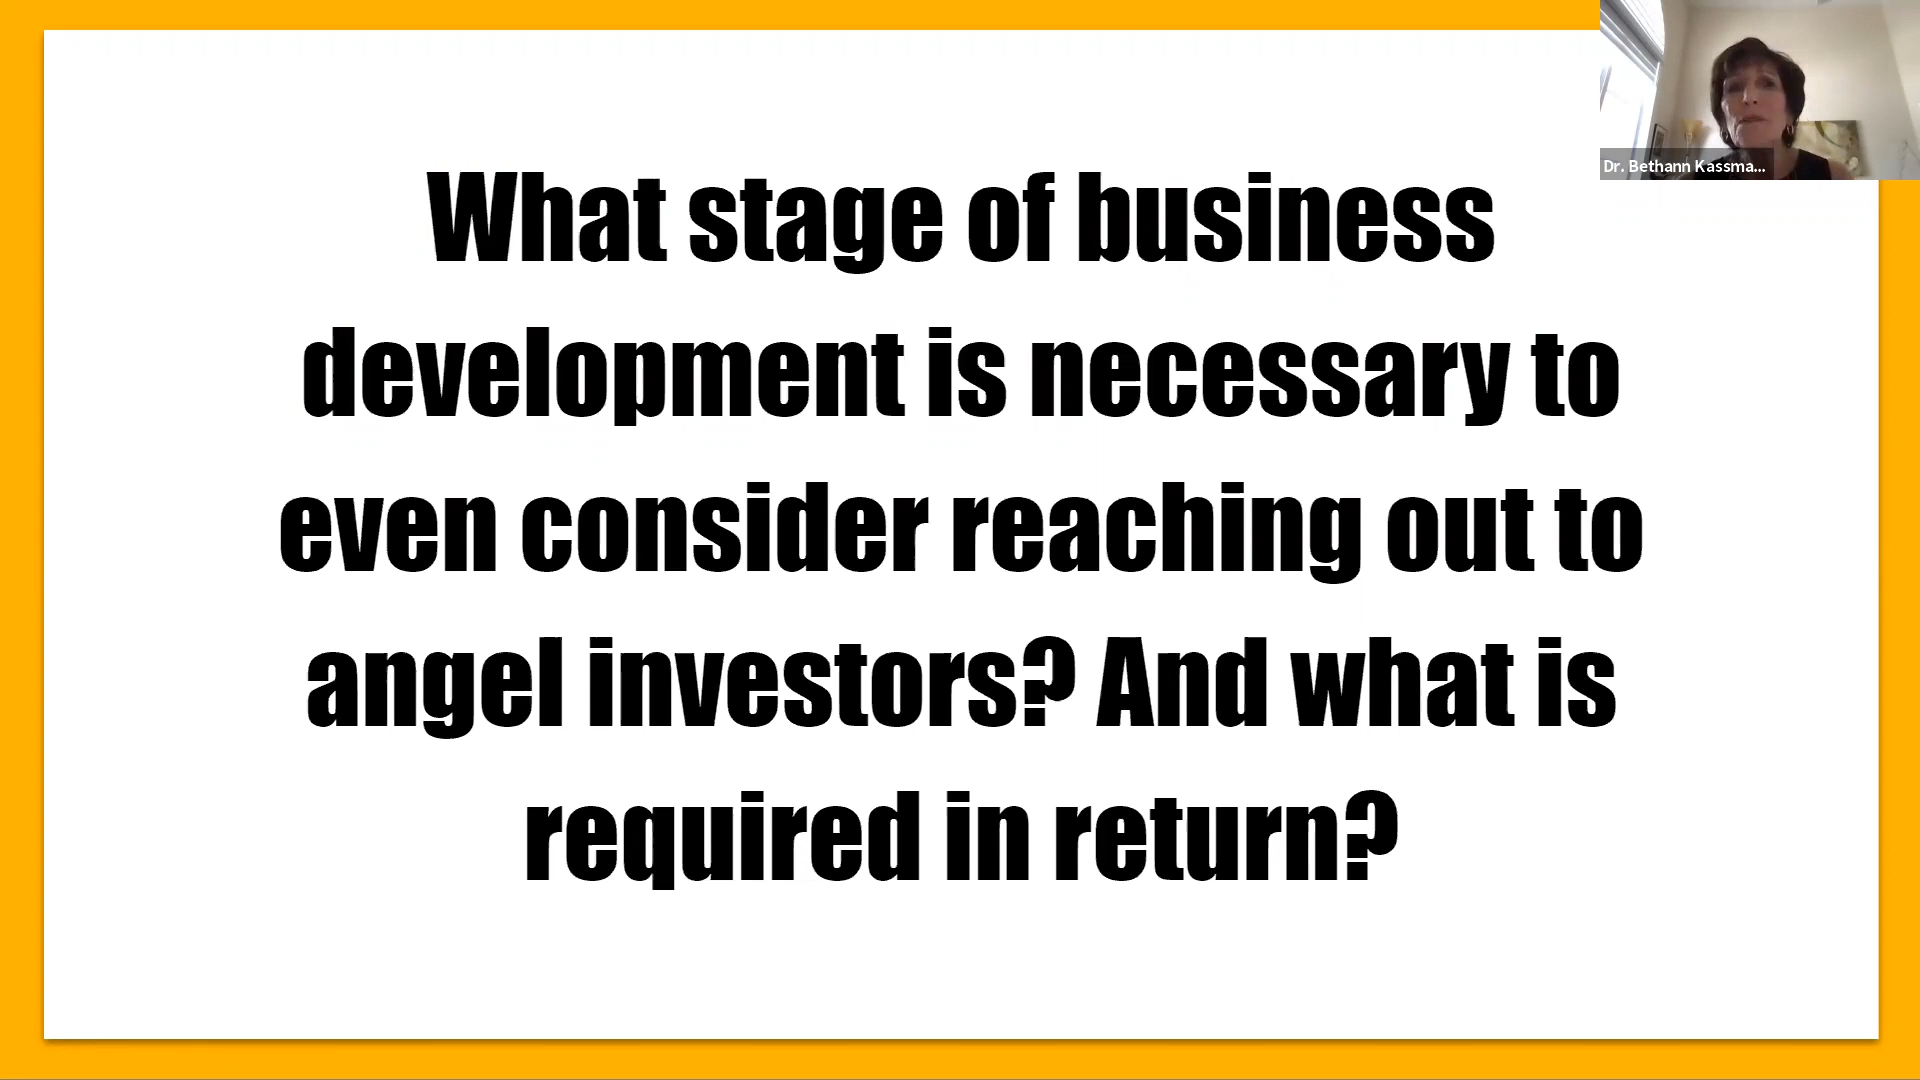 What stage of business
development is necessary to
even consider reaching out to
angel investors? And what is
required in return?
Dr. Bethann Kassma...